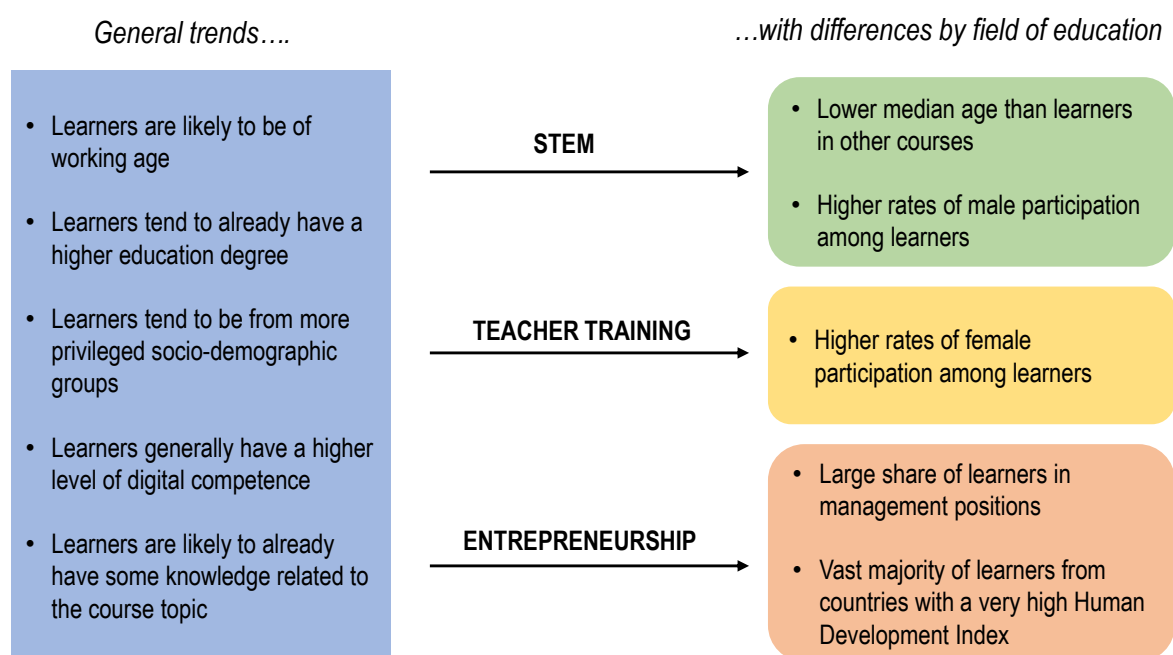 General trends….
…with differences by field of education
• Learners are likely to be of
working age
• Learners tend to already have a
higher education degree
• Learners tend to be from more
privileged socio-demographic
groups
• Learners generally have a higher
level of digital competence
• Learners are likely to already
have some knowledge related to
the course topic
STEM
• Lower median age than learners
in other courses
• Higher rates of male participation
among learners
TEACHER TRAINING
• Higher rates of female
participation among learners
ENTREPRENEURSHIP
• Large share of learners in
management positions
• Vast majority of learners from
countries with a very high Human
Development Index